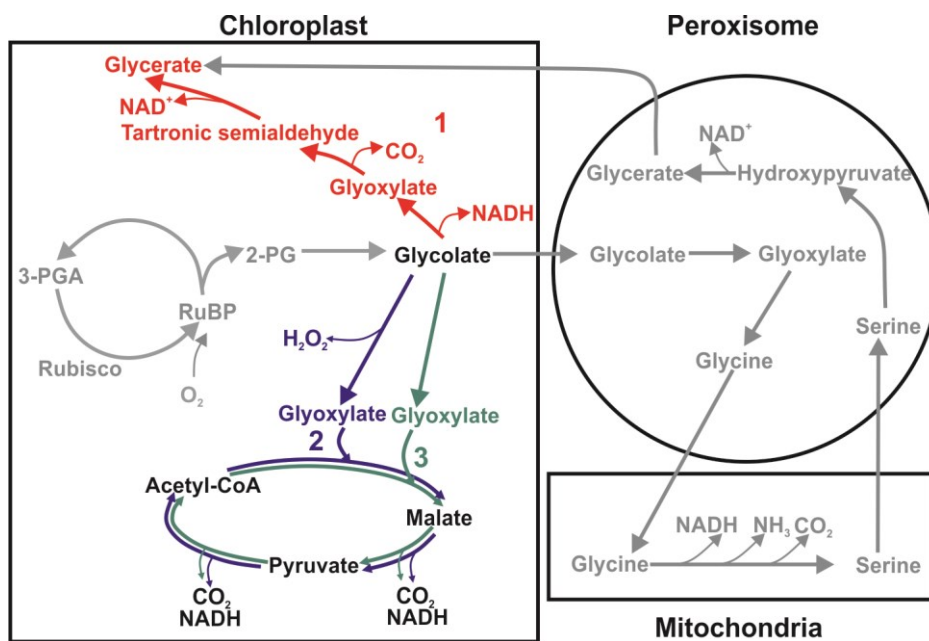 Chloroplast
Peroxisome
Glycerate
NAD⁺
Tartronic semialdehyde
1
CO₂
Glyoxylate
NADH
3-PGA
2-PG
Glycolate
RuBP
Rubisco
O₂
H₂O₂
Glyoxylate
Glyoxylate
2
3
Acetyl-CoA
Malate
Pyruvate
CO₂
NADH
CO₂
NADH
NAD⁺
Glycerate
Hydroxypyruvate
Glycolate
Glyoxylate
Serine
Glycine
NADH
NH₃
CO₂
Glycine
Serine
Mitochondria